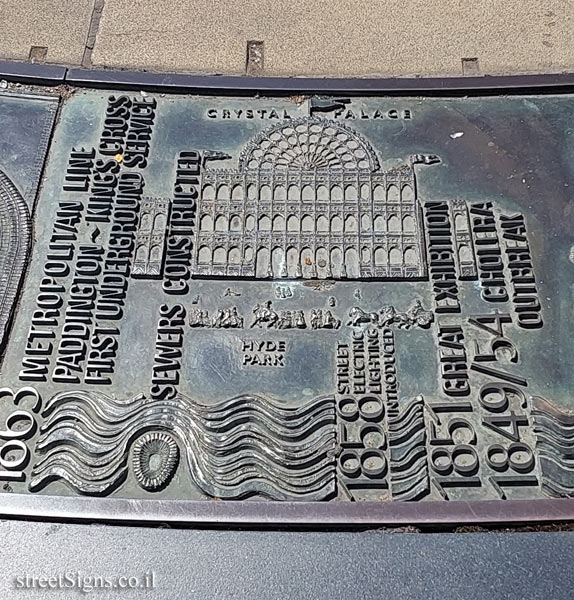 CRYSTAL PALACE
HYDE
PARK
1663
METROPOLITAN LINE
PADDINGTON ~ KINGS CROSS
FIRST UNDERGROUND SERVICE
SEWERS CONSTRUCTED
1858
STREET
ELECTRIC
LIGHTING
INTRODUCED
1851
GREAT EXHIBITION
1849/54
CHOLERA
OUTBREAK
streetSigns.co.il